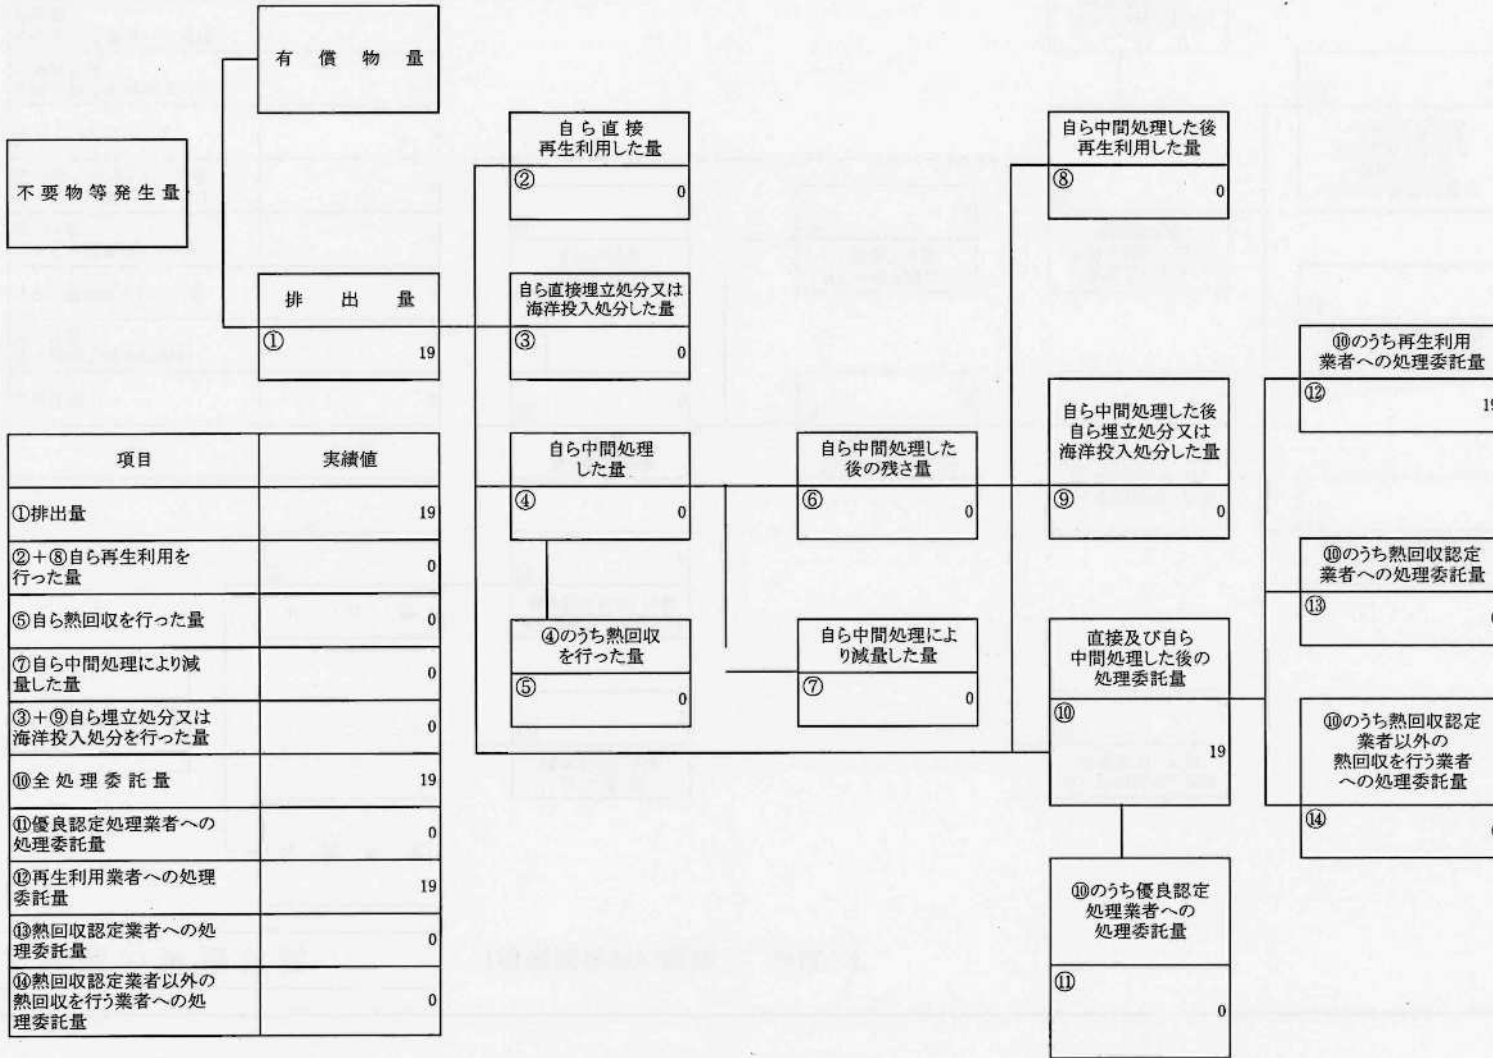 有償物量
不要物等発生量
排出量
①
19
自ら直接
再生利用した量
②
0
自ら直接埋立処分又は
海洋投入処分した量
③
0
自ら中間処理
した量
④
0
④のうち熱回収
を行った量
⑤
0
自ら中間処理した
後の残さ量
⑥
0
自ら中間処理によ
り減量した量
⑦
0
自ら中間処理した後
再生利用した量
⑧
0
自ら中間処理した後
自ら埋立処分又は
海洋投入処分した量
⑨
0
直接及び自ら
中間処理した後の
処理委託量
⑩
19
⑩のうち優良認定
処理業者への
処理委託量
⑪
0
⑩のうち再生利用
業者への処理委託量
⑫
19
⑩のうち熱回収認定
業者への処理委託量
⑬
⑩のうち熱回収認定
業者以外の
熱回収を行う業者
への処理委託量
⑭
項目 実績値
①排出量 19
②+⑧自ら再生利用を
行った量 0
⑤自ら熱回収を行った量 0
⑦自ら中間処理により減
量した量 0
③+⑨自ら埋立処分又は
海洋投入処分を行った量 0
⑩全処理委託量 19
⑪優良認定処理業者への
処理委託量 0
⑫再生利用業者への処理
委託量 19
⑬熱回収認定業者への処
理委託量 0
⑭熱回収認定業者以外の
熱回収を行う業者への処
理委託量 0